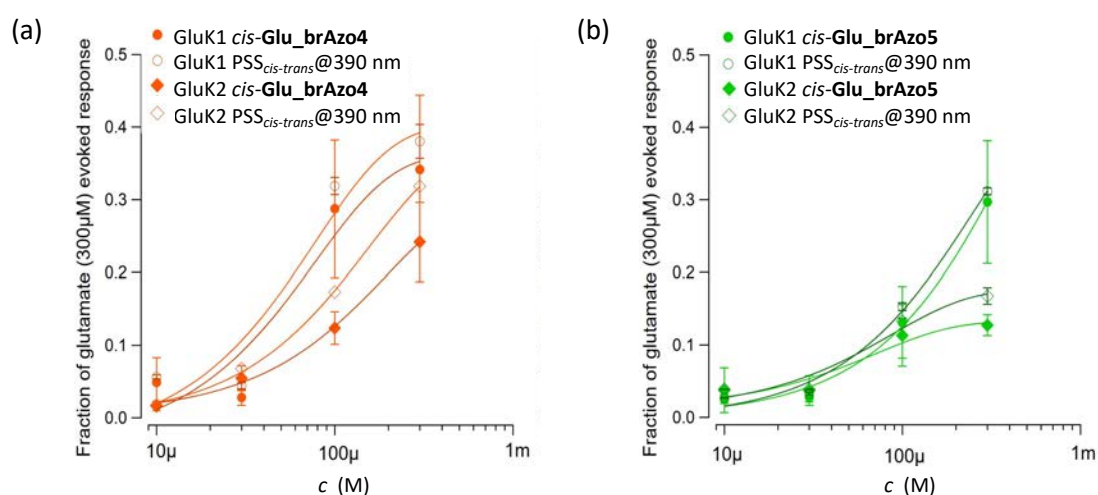 (a)
GluK1 cis-Glu_brAzo4
GluK1 PSScis-trans@390 nm
GluK2 cis-Glu_brAzo4
GluK2 PSScis-trans@390 nm
Fraction of glutamate (300µM) evoked response
0.5
0.4
0.3
0.2
0.1
0.0
10µ
100µ
1m
c (M)
(b)
GluK1 cis-Glu_brAzo5
GluK1 PSScis-trans@390 nm
GluK2 cis-Glu_brAzo5
GluK2 PSScis-trans@390 nm
Fraction of glutamate (300µM) evoked response
0.5
0.4
0.3
0.2
0.1
0.0
10µ
100µ
1m
c (M)